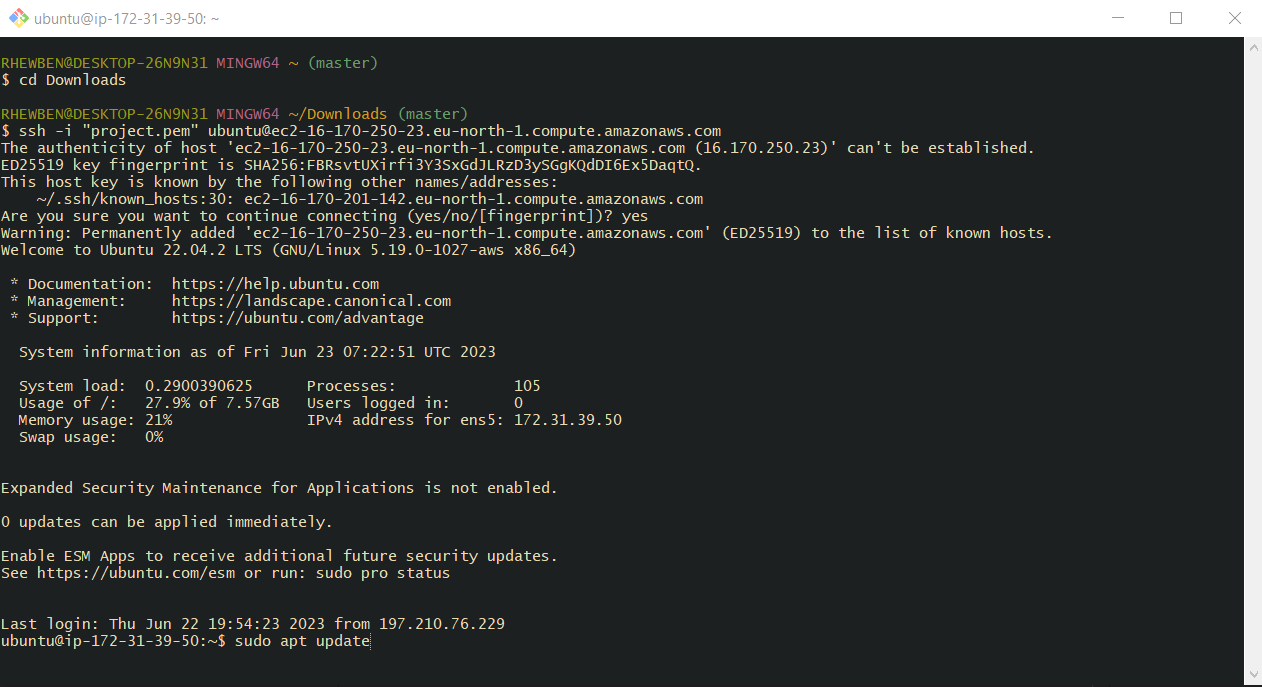 ubuntu@ip-172-31-39-50: ~
RHEWBEN@DESKTOP-26N9N31 MINGW64 ~ (master)
$ cd Downloads
RHEWBEN@DESKTOP-26N9N31 MINGW64 ~/Downloads (master)
$ ssh -i "project.pem" ubuntu@ec2-16-170-250-23.eu-north-1.compute.amazonaws.com
The authenticity of host 'ec2-16-170-250-23.eu-north-1.compute.amazonaws.com (16.170.250.23)' can't be established.
ED25519 key fingerprint is SHA256:FBRsvtUXirfi3Y3SxGdJLRzD3ySGgKQdDI6Ex5DaqtQ.
This host key is known by the following other names/addresses:
    ~/.ssh/known_hosts:30: ec2-16-170-201-142.eu-north-1.compute.amazonaws.com
Are you sure you want to continue connecting (yes/no/[fingerprint])? yes
Warning: Permanently added 'ec2-16-170-250-23.eu-north-1.compute.amazonaws.com' (ED25519) to the list of known hosts.
Welcome to Ubuntu 22.04.2 LTS (GNU/Linux 5.19.0-1027-aws x86_64)
 * Documentation:  https://help.ubuntu.com
 * Management:     https://landscape.canonical.com
 * Support:        https://ubuntu.com/advantage
  System information as of Fri Jun 23 07:22:51 UTC 2023
  System load:  0.2900390625      Processes:             105
  Usage of /:   27.9% of 7.57GB   Users logged in:       0
  Memory usage: 21%               IPv4 address for ens5: 172.31.39.50
  Swap usage:   0%
Expanded Security Maintenance for Applications is not enabled.
0 updates can be applied immediately.
Enable ESM Apps to receive additional future security updates.
See https://ubuntu.com/esm or run: sudo pro status
Last login: Thu Jun 22 19:54:23 2023 from 197.210.76.229
ubuntu@ip-172-31-39-50:~$ sudo apt update